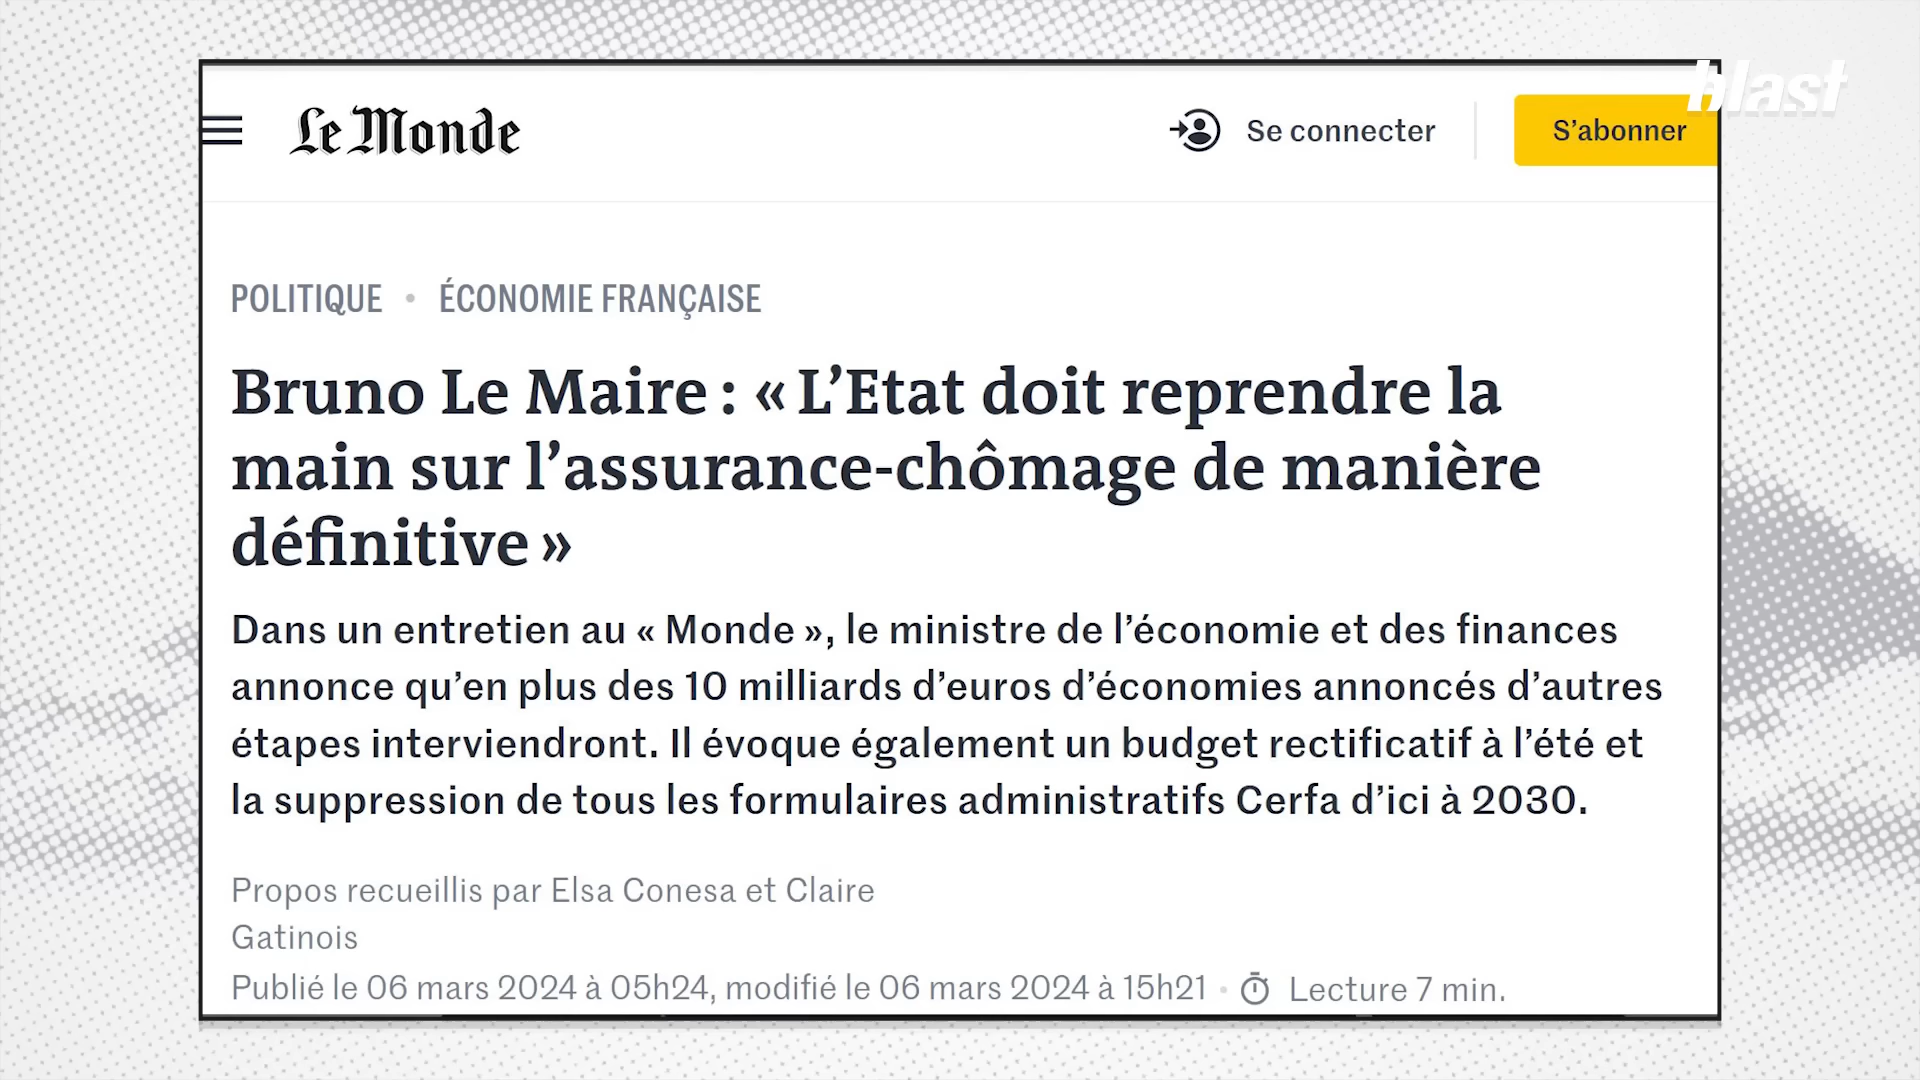 blast
Le Monde
Se connecter
S’abonner
POLITIQUE • ÉCONOMIE FRANÇAISE
Bruno Le Maire : « L’Etat doit reprendre la
main sur l’assurance-chômage de manière
définitive »
Dans un entretien au « Monde », le ministre de l’économie et des finances
annonce qu’en plus des 10 milliards d’euros d’économies annoncés d’autres
étapes interviendront. Il évoque également un budget rectificatif à l’été et
la suppression de tous les formulaires administratifs Cerfa d’ici à 2030.
Propos recueillis par Elsa Conesa et Claire
Gatinois
Publié le 06 mars 2024 à 05h24, modifié le 06 mars 2024 à 15h21 • Lecture 7 min.